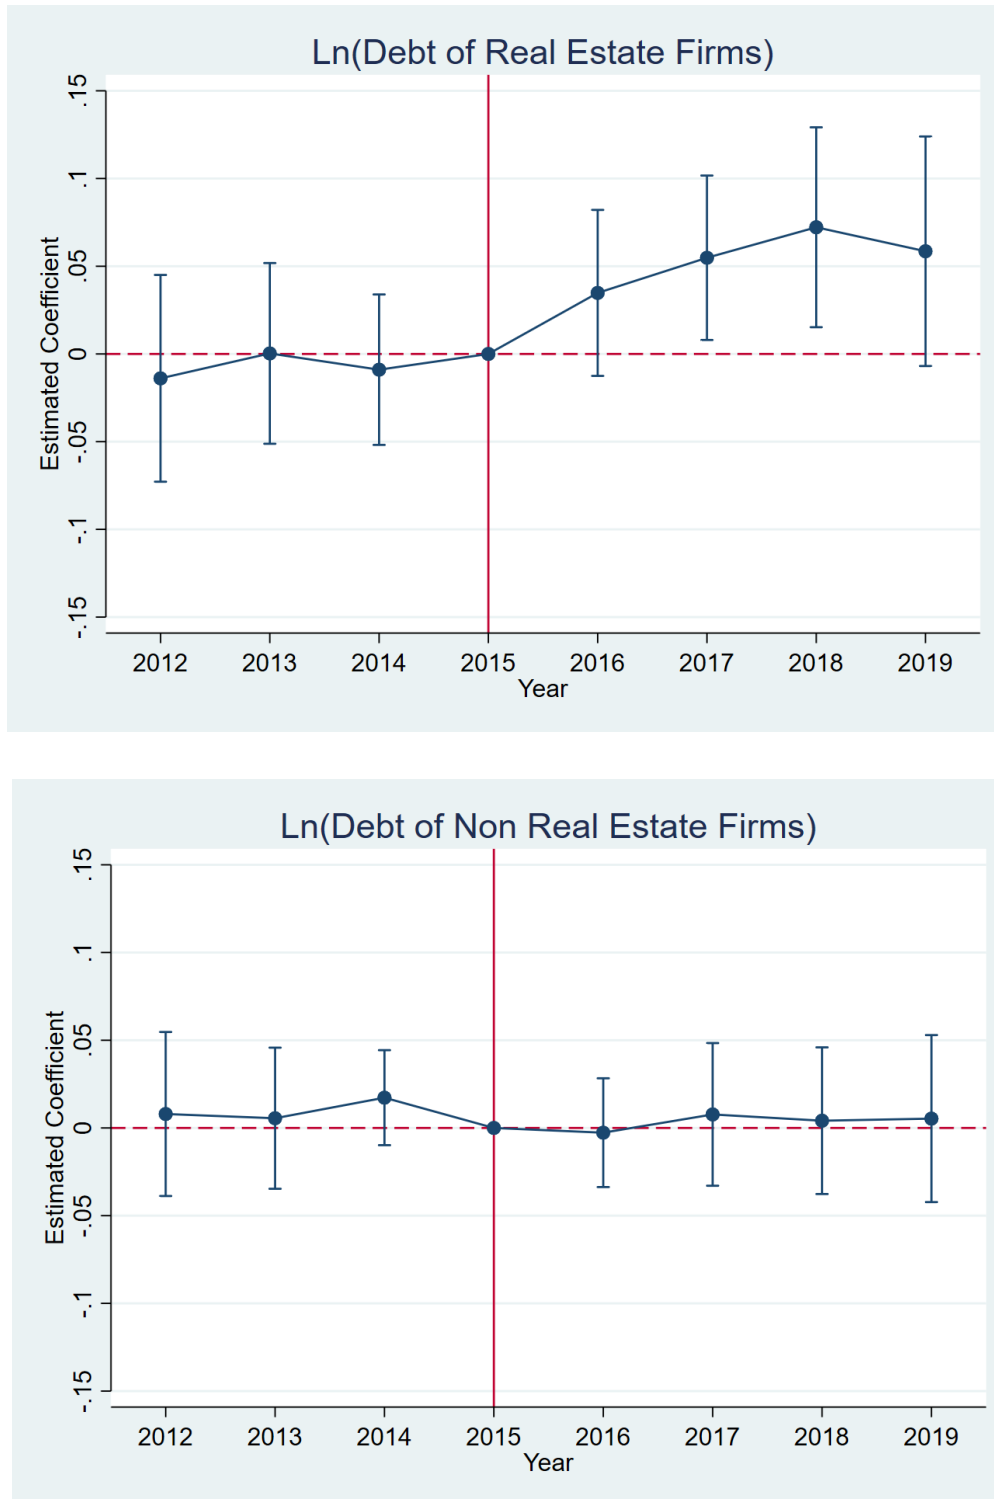 Ln(Debt of Real Estate Firms)
Estimated Coefficient
.15
.1
.05
0
-.05
-.1
-.15
2012 2013 2014 2015 2016 2017 2018 2019
Year
Ln(Debt of Non Real Estate Firms)
Estimated Coefficient
.15
.1
.05
0
-.05
-.1
-.15
2012 2013 2014 2015 2016 2017 2018 2019
Year